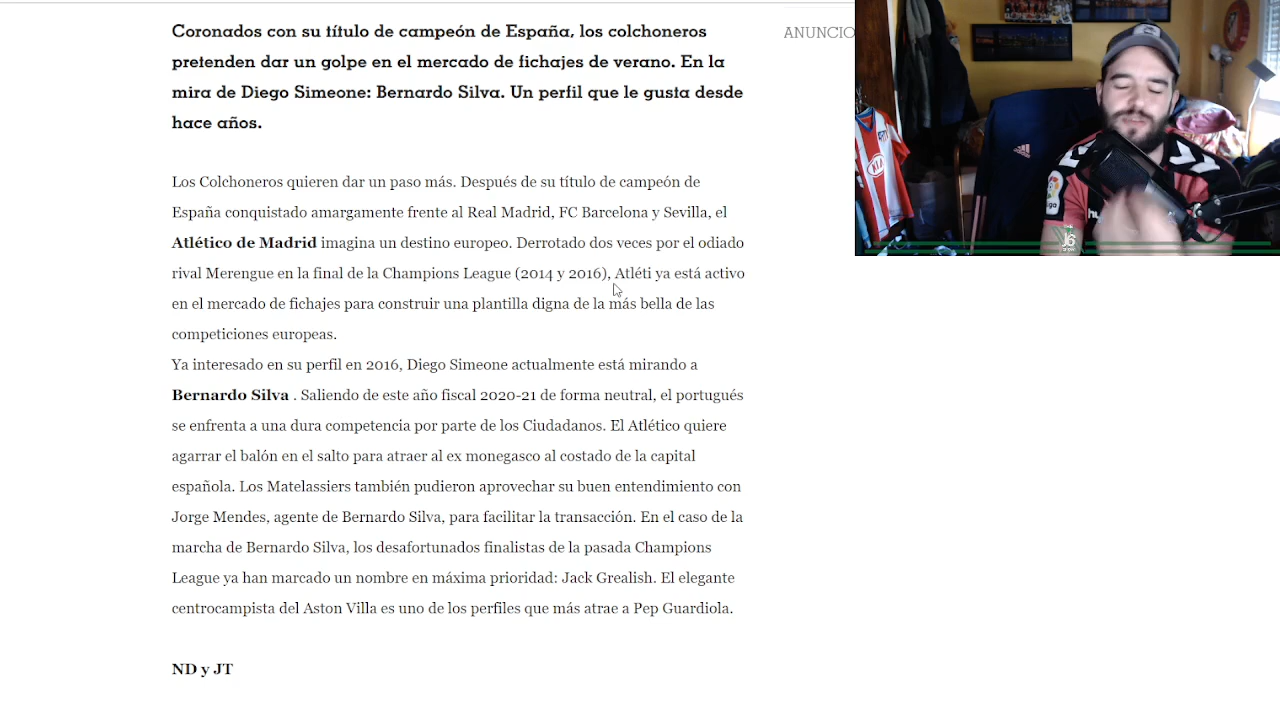 Coronados con su título de campeón de España, los colchoneros
pretenden dar un golpe en el mercado de fichajes de verano. En la
mira de Diego Simeone: Bernardo Silva. Un perfil que le gusta desde
hace años.
ANUNCIO
Los Colchoneros quieren dar un paso más. Después de su título de campeón de
España conquistado amargamente frente al Real Madrid, FC Barcelona y Sevilla, el
Atlético de Madrid imagina un destino europeo. Derrotado dos veces por el odiado
rival Merengue en la final de la Champions League (2014 y 2016), Atléti ya está activo
en el mercado de fichajes para construir una plantilla digna de la más bella de las
competiciones europeas.
Ya interesado en su perfil en 2016, Diego Simeone actualmente está mirando a
Bernardo Silva . Saliendo de este año fiscal 2020-21 de forma neutral, el portugués
se enfrenta a una dura competencia por parte de los Ciudadanos. El Atlético quiere
agarrar el balón en el salto para atraer al ex monegasco al costado de la capital
española. Los Matelassiers también pudieron aprovechar su buen entendimiento con
Jorge Mendes, agente de Bernardo Silva, para facilitar la transacción. En el caso de la
marcha de Bernardo Silva, los desafortunados finalistas de la pasada Champions
League ya han marcado un nombre en máxima prioridad: Jack Grealish. El elegante
centrocampista del Aston Villa es uno de los perfiles que más atrae a Pep Guardiola.
ND y JT